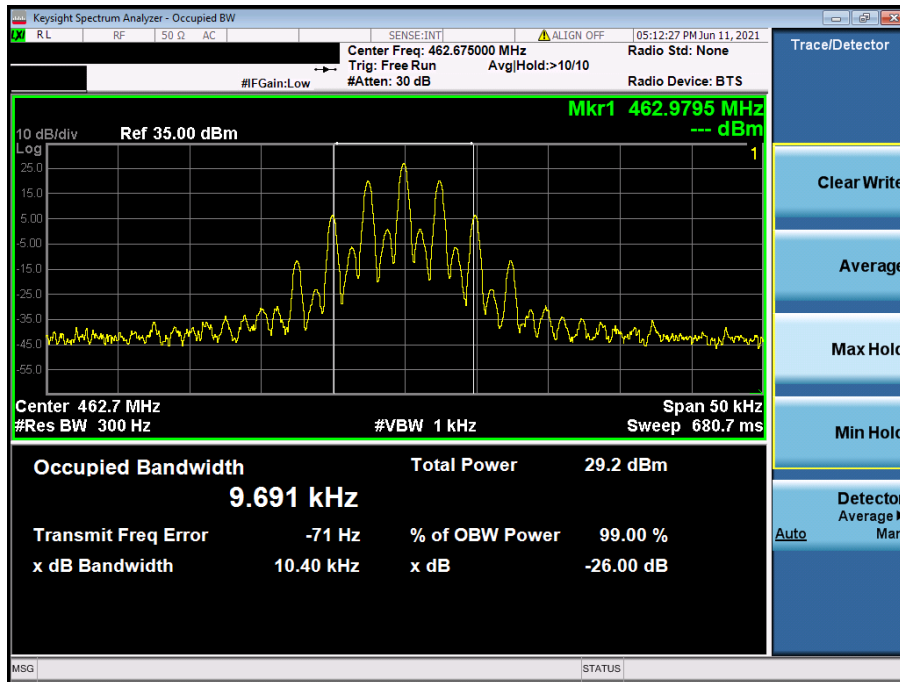 Keysight Spectrum Analyzer - Occupied BW
LXI RL RF 50 Ω AC SENSE:INT ALIGN OFF 05:12:27 PM Jun 11, 2021
Center Freq: 462.675000 MHz Radio Std: None
Trig: Free Run Avg|Hold:>10/10
#IFGain:Low #Atten: 30 dB Radio Device: BTS
Trace/Detector
Mkr1 462.9795 MHz
10 dB/div Ref 35.00 dBm --- dBm
Log
1
25.0
15.0
5.00
-5.00
-15.0
-25.0
-35.0
-45.0
-55.0
Center 462.7 MHz Span 50 kHz
#Res BW 300 Hz #VBW 1 kHz Sweep 680.7 ms
Occupied Bandwidth Total Power 29.2 dBm
9.691 kHz
Transmit Freq Error -71 Hz % of OBW Power 99.00 %
x dB Bandwidth 10.40 kHz x dB -26.00 dB
Clear Write
Average
Max Hold
Min Hold
Detector
Average
Auto Man
MSG STATUS